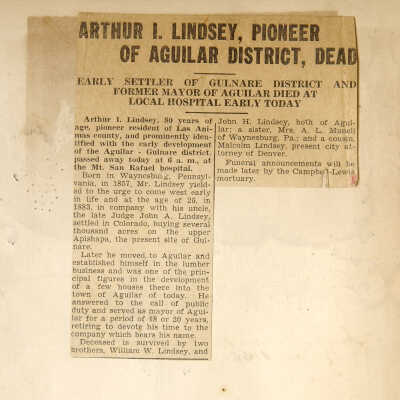 ARTHUR I. LINDSEY, PIONEER
OF AGUILAR DISTRICT, DEAD
EARLY SETTLER OF GULNARE DISTRICT AND
FORMER MAYOR OF AGUILAR DIED AT
LOCAL HOSPITAL EARLY TODAY
Arthur I. Lindsey, 80 years of
age, pioneer resident of Las Ani-
mas county, and prominently iden-
tified with the early development
of the Aguilar - Gulnare district,
passed away today at 6 a. m., at
the Mt. San Rafael hospital.
Born in Waynesburg, Pennsyl-
vania, in 1857, Mr. Lindsey yield-
ed to the urge to come west early
in life and at the age of 26, in
1883, in company with his uncle,
the late Judge John A. Lindsey,
settled in Colorado, buying several
thousand acres on the upper
Apishapa, the present site of Gul-
nare.
Later he moved to Aguilar and
established himself in the lumber
business and was one of the prin-
cipal figures in the development
of a few houses there into the
town of Aguilar of today. He
answered to the call of public
duty and served as mayor of Agui-
lar for a period of 18 or 20 years,
retiring to devote his time to the
company which bears his name.
Deceased is survived by two
brothers, William W. Lindsey, and
John H. Lindsey, both of Agui-
lar; a sister, Mrs. A. L. Munell
of Waynesburg, Pa.; and a cousin,
Malcolm Lindsey, present city at-
torney of Denver.
Funeral announcements will be
made later by the Campbell-Lewis
mortuary.